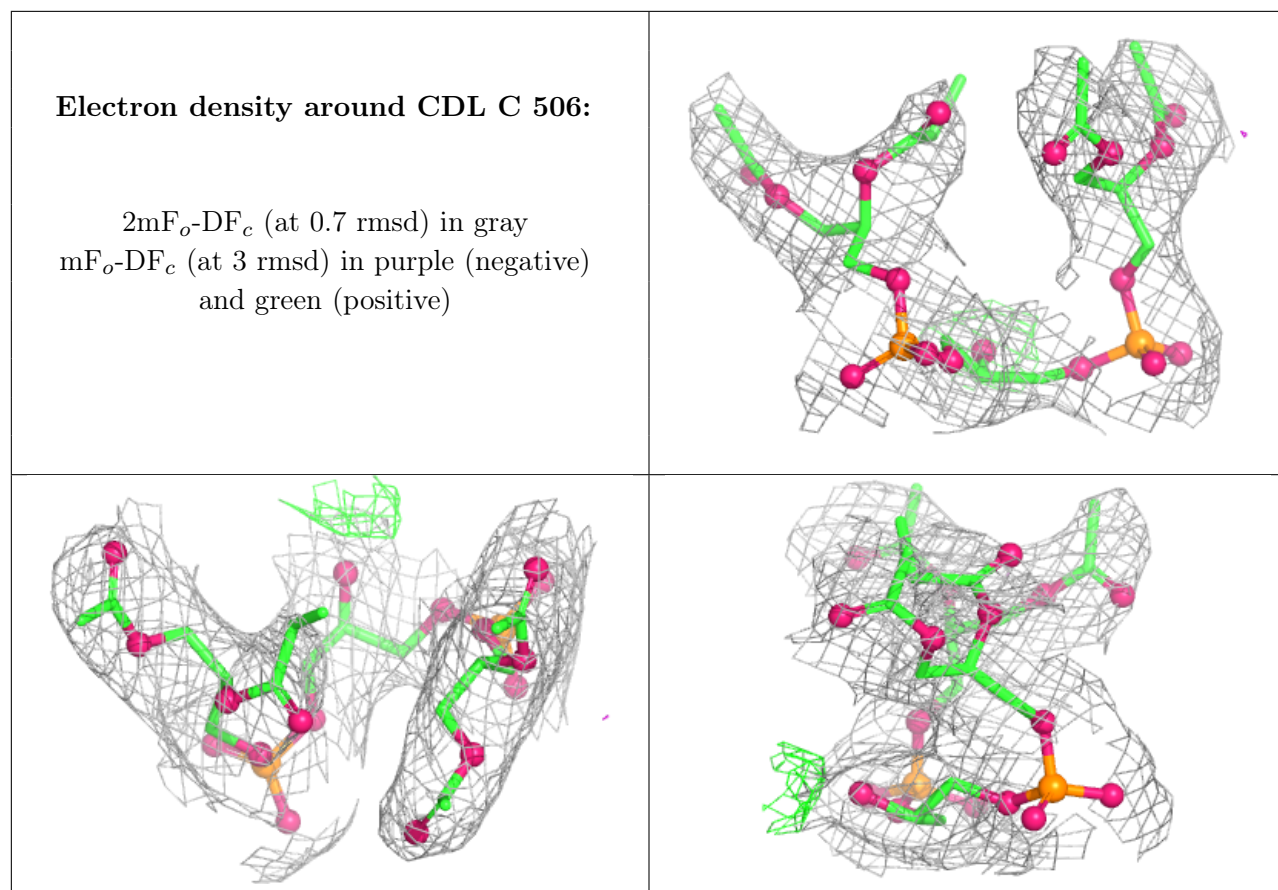 Electron density around CDL C 506:
2mFₒ-DF𝒸 (at 0.7 rmsd) in gray
mFₒ-DF𝒸 (at 3 rmsd) in purple (negative)
and green (positive)